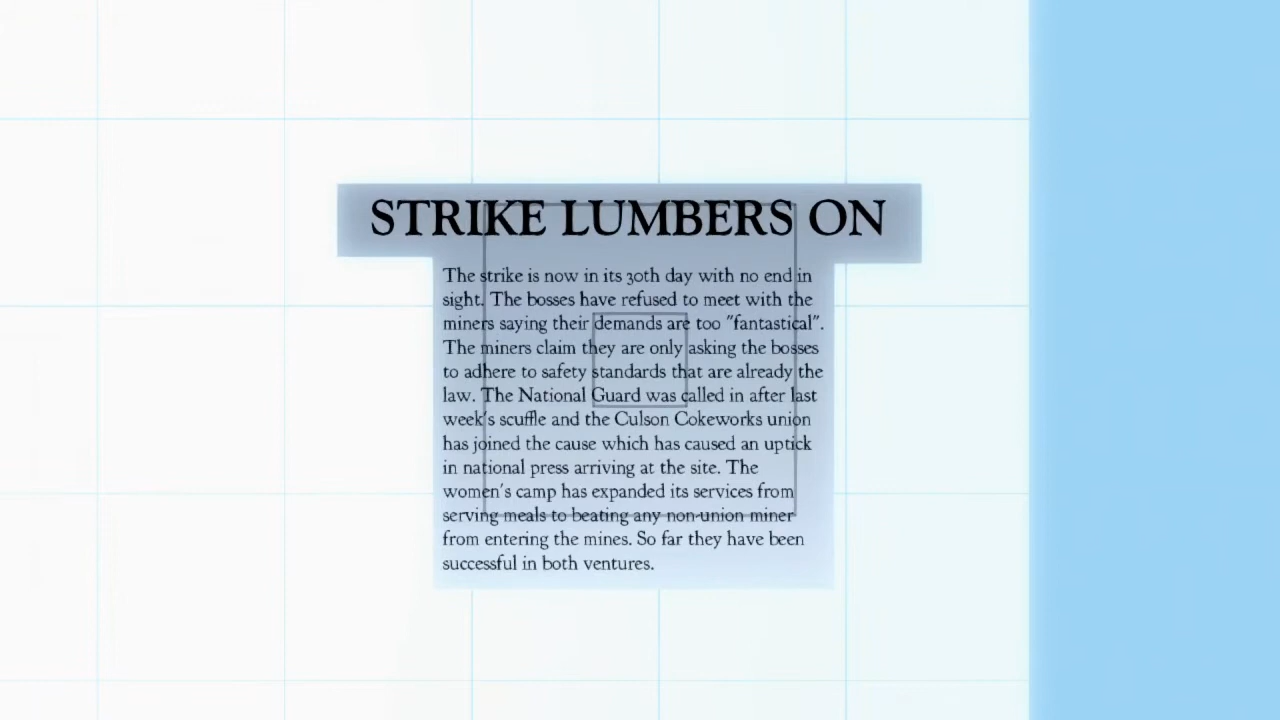 STRIKE LUMBERS ON
The strike is now in its 30th day with no end in
sight. The bosses have refused to meet with the
miners saying their demands are too "fantastical".
The miners claim they are only asking the bosses
to adhere to safety standards that are already the
law. The National Guard was called in after last
week's scuffle and the Culson Cokeworks union
has joined the cause which has caused an uptick
in national press arriving at the site. The
women's camp has expanded its services from
serving meals to beating any non-union miner
from entering the mines. So far they have been
successful in both ventures.